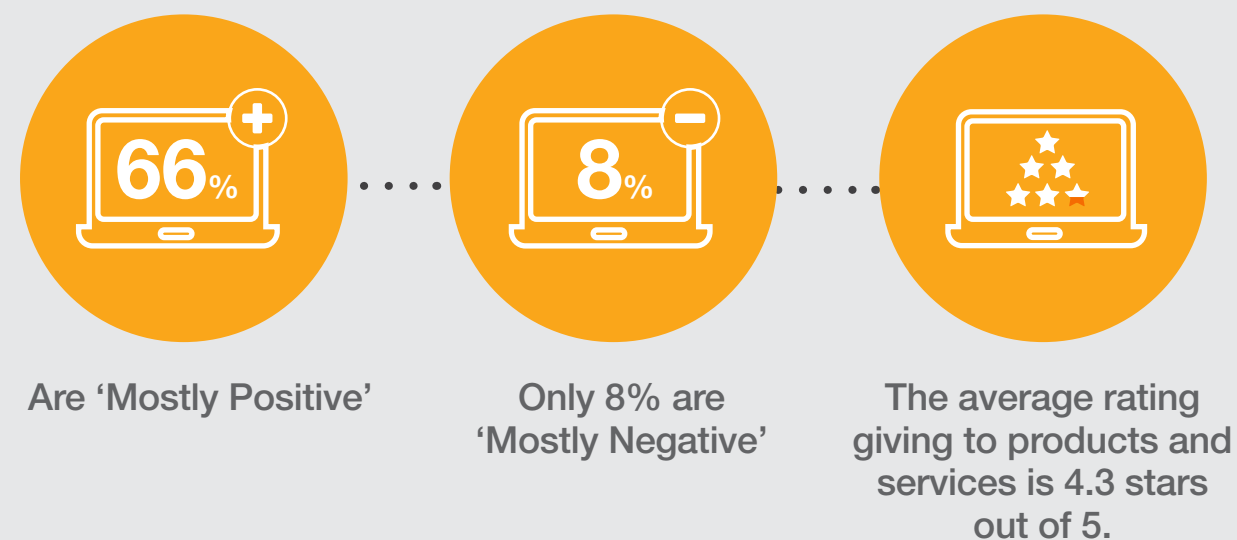 66%
Are ‘Mostly Positive’
8%
Only 8% are
‘Mostly Negative’
The average rating
giving to products and
services is 4.3 stars
out of 5.